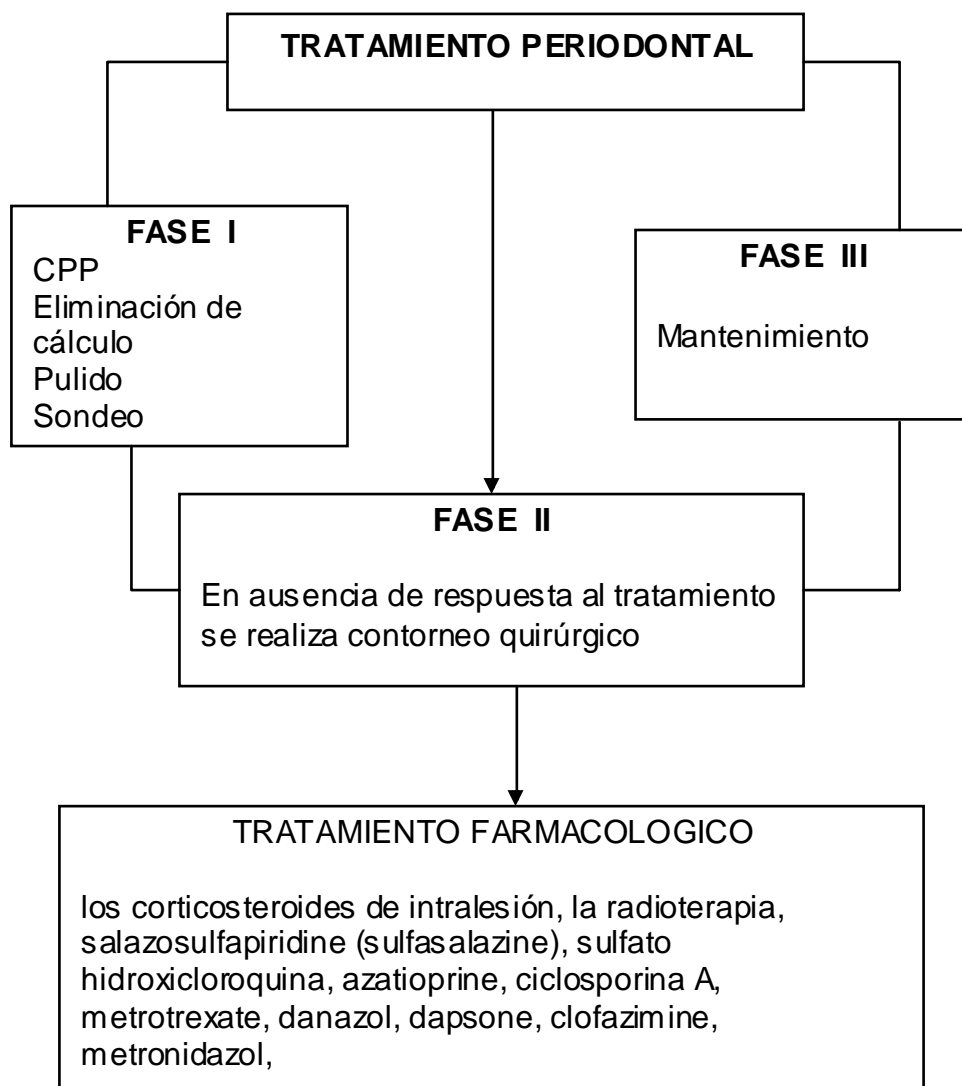 TRATAMIENTO PERIODONTAL
FASE I
CPP
Eliminación de
cálculo
Pulido
Sondeo
FASE III
Mantenimiento
FASE II
En ausencia de respuesta al tratamiento
se realiza contorneo quirúrgico
TRATAMIENTO FARMACOLOGICO
los corticosteroides de intralesión, la radioterapia,
salazosulfapiridine (sulfasalazine), sulfato
hidroxicloroquina, azatioprine, ciclosporina A,
metrotrexate, danazol, dapsone, clofazimine,
metronidazol,